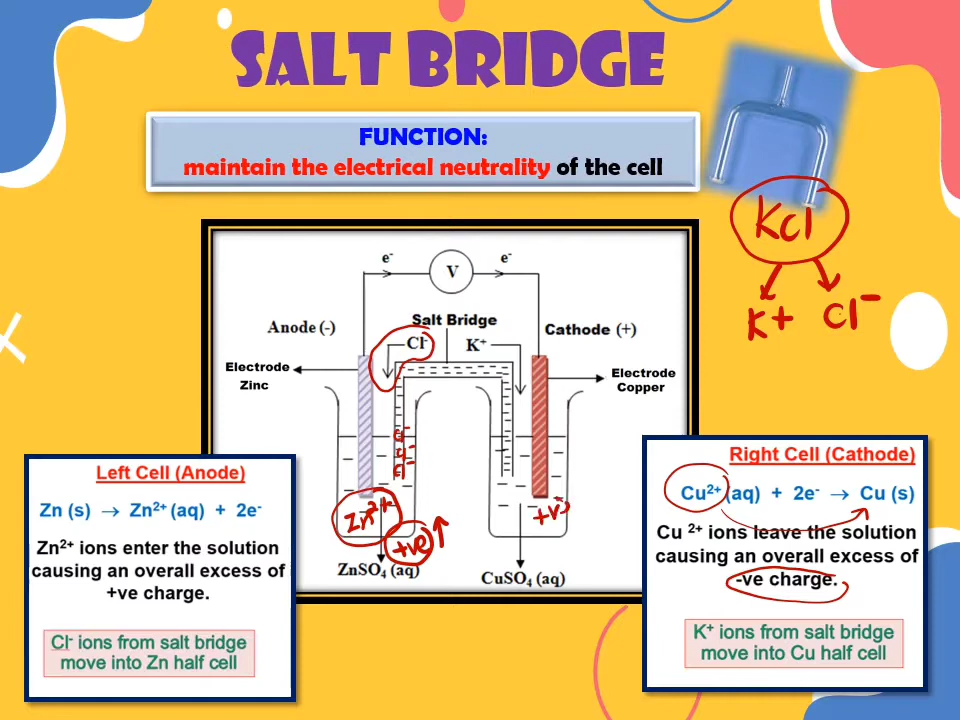 SALT BRIDGE
FUNCTION:
maintain the electrical neutrality of the cell
KCl
K+ Cl⁻
e⁻ V e⁻
Anode (-)
Salt Bridge
Cathode (+)
Cl⁻ K⁺
Electrode
Zinc
Electrode
Copper
Cl⁻
Cl⁻
Cl⁻
Zn²⁺
+ve
ZnSO₄ (aq)
CuSO₄ (aq)
Left Cell (Anode)
Zn (s) → Zn²⁺ (aq) + 2e⁻
Zn²⁺ ions enter the solution
causing an overall excess of
+ve charge.
Cl⁻ ions from salt bridge
move into Zn half cell
Right Cell (Cathode)
Cu²⁺ (aq) + 2e⁻ → Cu (s)
Cu ²⁺ ions leave the solution
causing an overall excess of
-ve charge.
K⁺ ions from salt bridge
move into Cu half cell